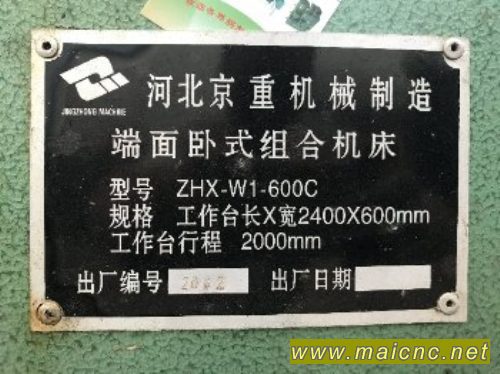 JINGZHONG MACHINE
河北京重机械制造
端面卧式组合机床
型号 ZHX-W1-600C
规格 工作台长X宽2400X600mm
工作台行程 2000mm
出厂编号 出厂日期
www.maicnc.net